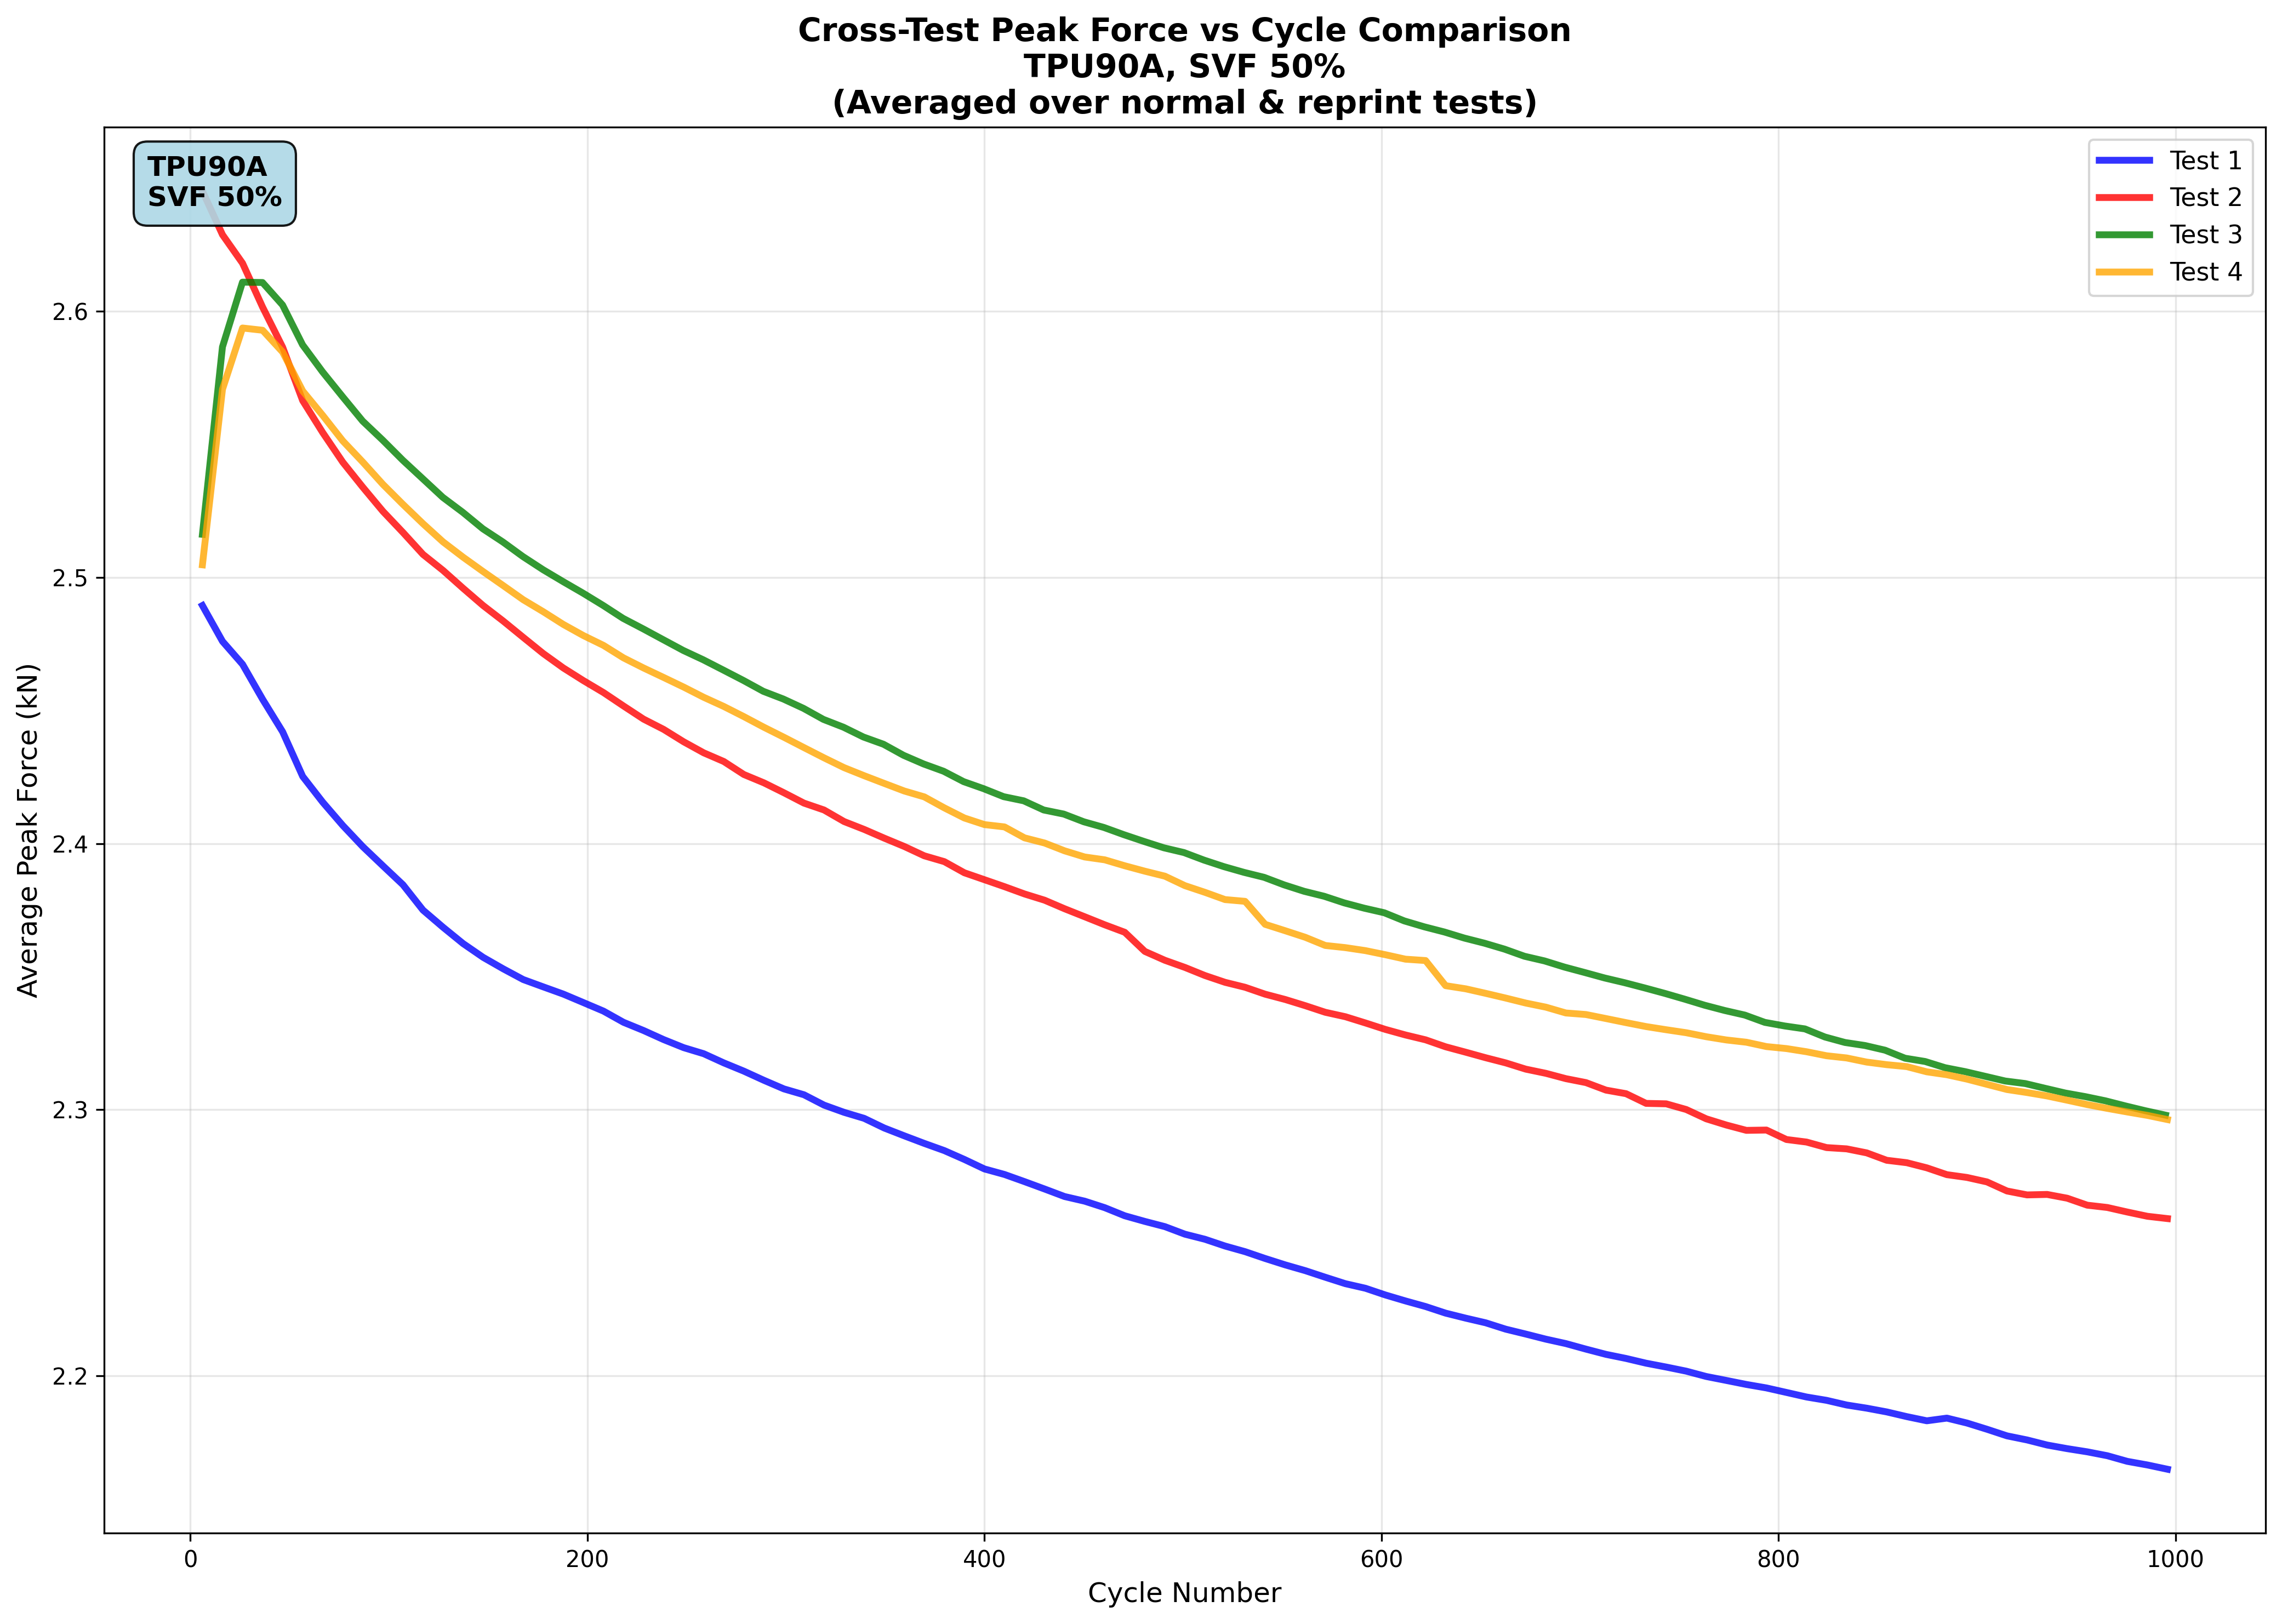 Cross-Test Peak Force vs Cycle Comparison
TPU90A, SVF 50%
(Averaged over normal & reprint tests)
TPU90A
SVF 50%
Test 1
Test 2
Test 3
Test 4
Average Peak Force (kN)
2.6
2.5
2.4
2.3
2.2
0
200
400
600
800
1000
Cycle Number